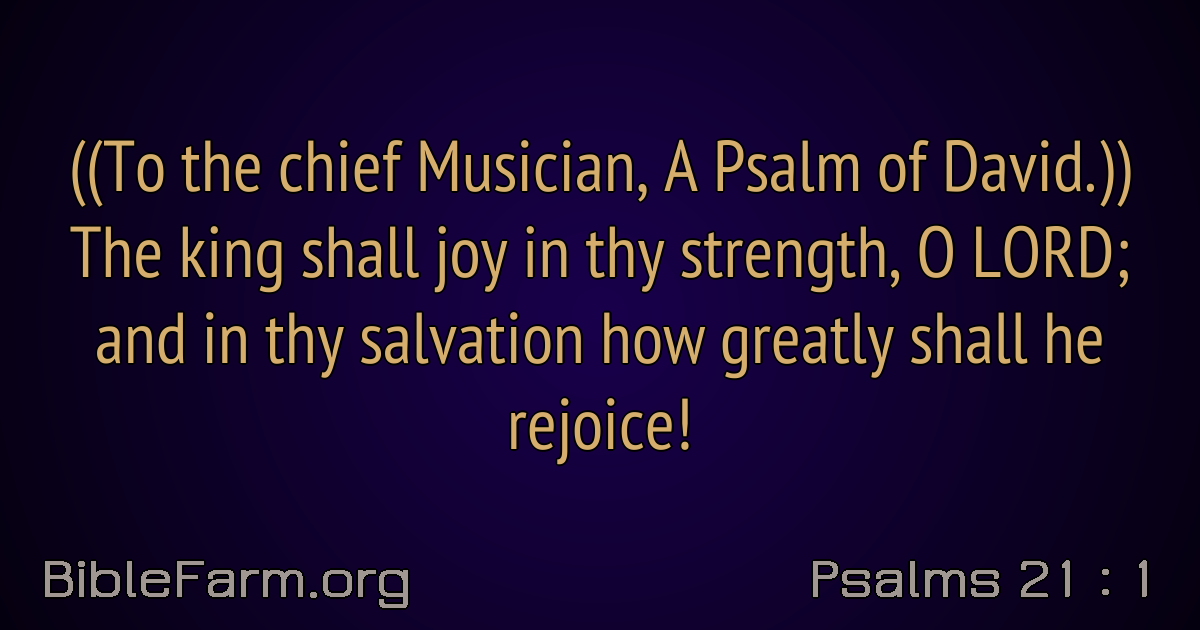 ((To the chief Musician, A Psalm of David.))
The king shall joy in thy strength, O LORD;
and in thy salvation how greatly shall he
rejoice!
BibleFarm.org
Psalms 21 : 1